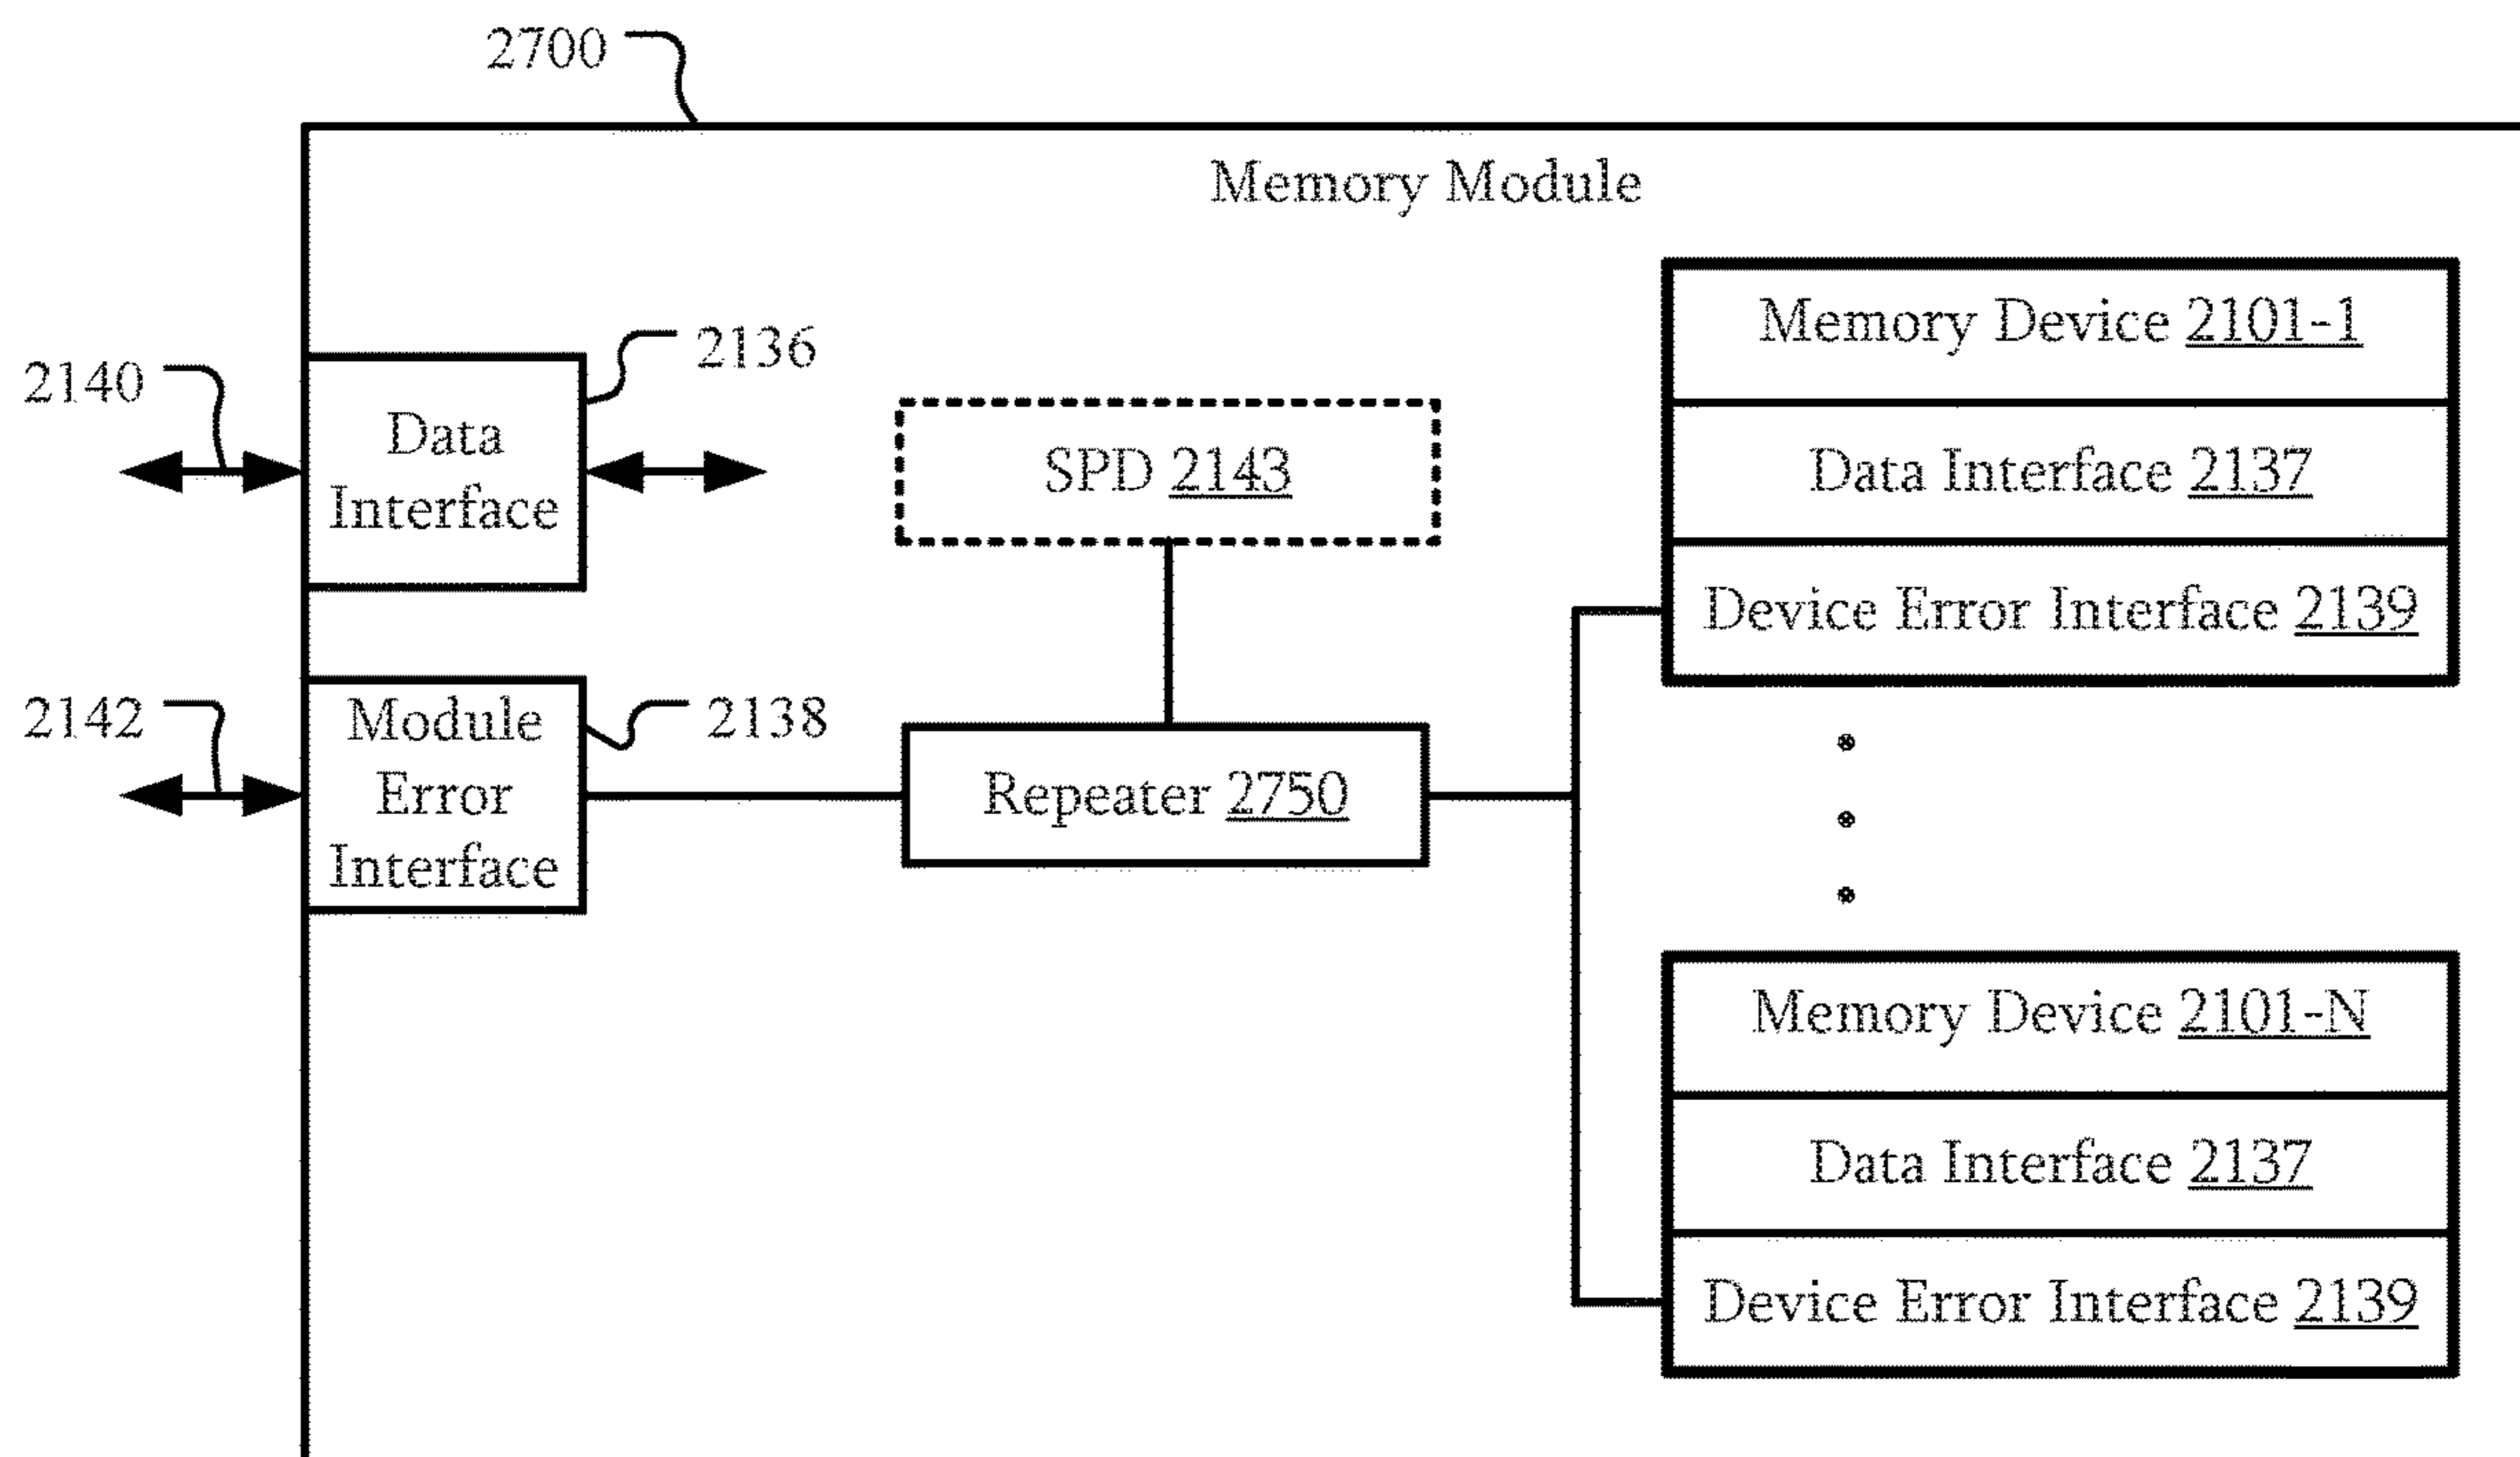 2700
Memory Module
Memory Device 2101-1
2136
2140
Data
Interface
SPD 2143
Data Interface 2137
Device Error Interface 2139
2142
Module
Error
Interface
2138
Repeater 2750
Memory Device 2101-N
Data Interface 2137
Device Error Interface 2139